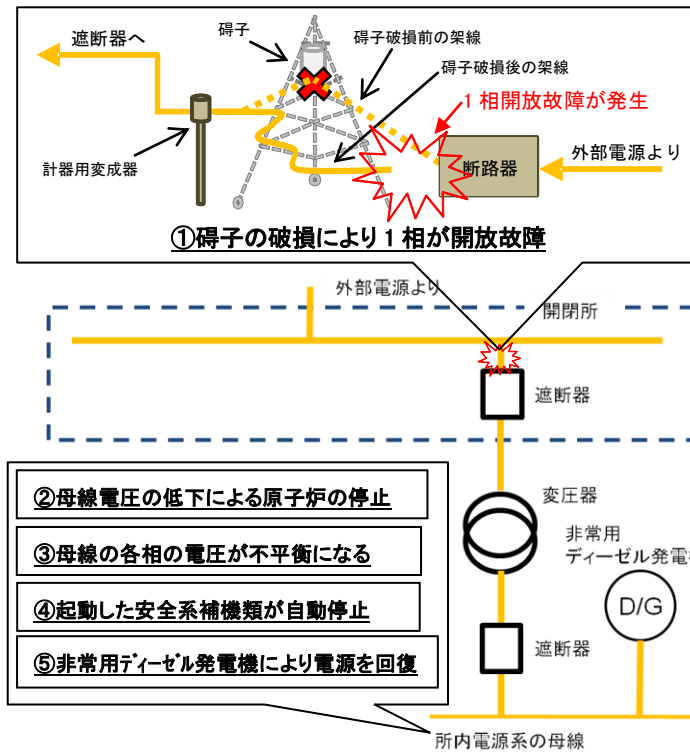 遮断器へ
碍子
碍子破損前の架線
碍子破損後の架線
1相開放故障が発生
計器用変成器
断路器
外部電源より
①碍子の破損により1相が開放故障
外部電源より
開閉所
遮断器
②母線電圧の低下による原子炉の停止
③母線の各相の電圧が不平衡になる
④起動した安全系補機類が自動停止
⑤非常用ディーゼル発電機により電源を回復
変圧器
非常用
ディーゼル発電
D/G
遮断器
所内電源系の母線